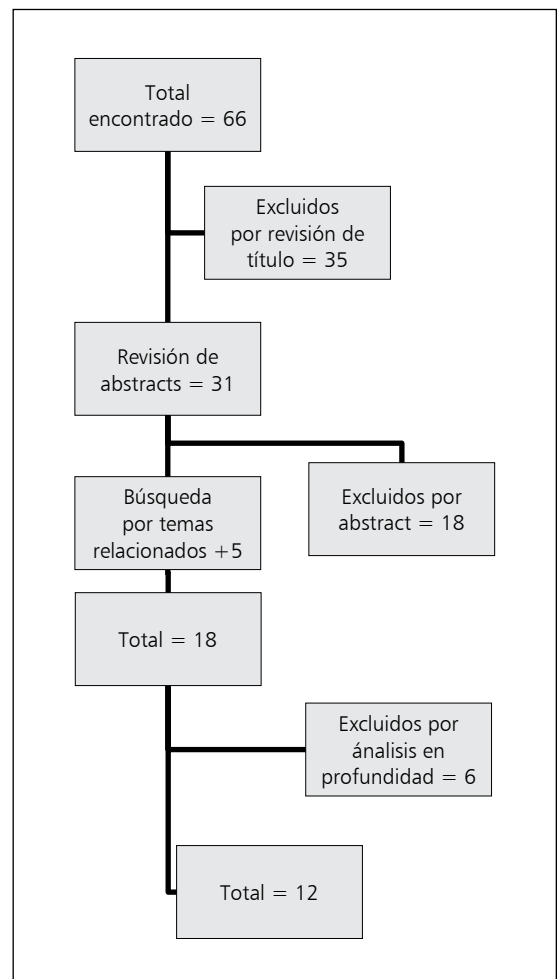 Total
encontrado = 66
Excluidos
por revisión de
título = 35
Revisión de
abstracts = 31
Búsqueda
por temas
relacionados +5
Excluidos por
abstract = 18
Total = 18
Excluidos por
ánalisis en
profundidad = 6
Total = 12